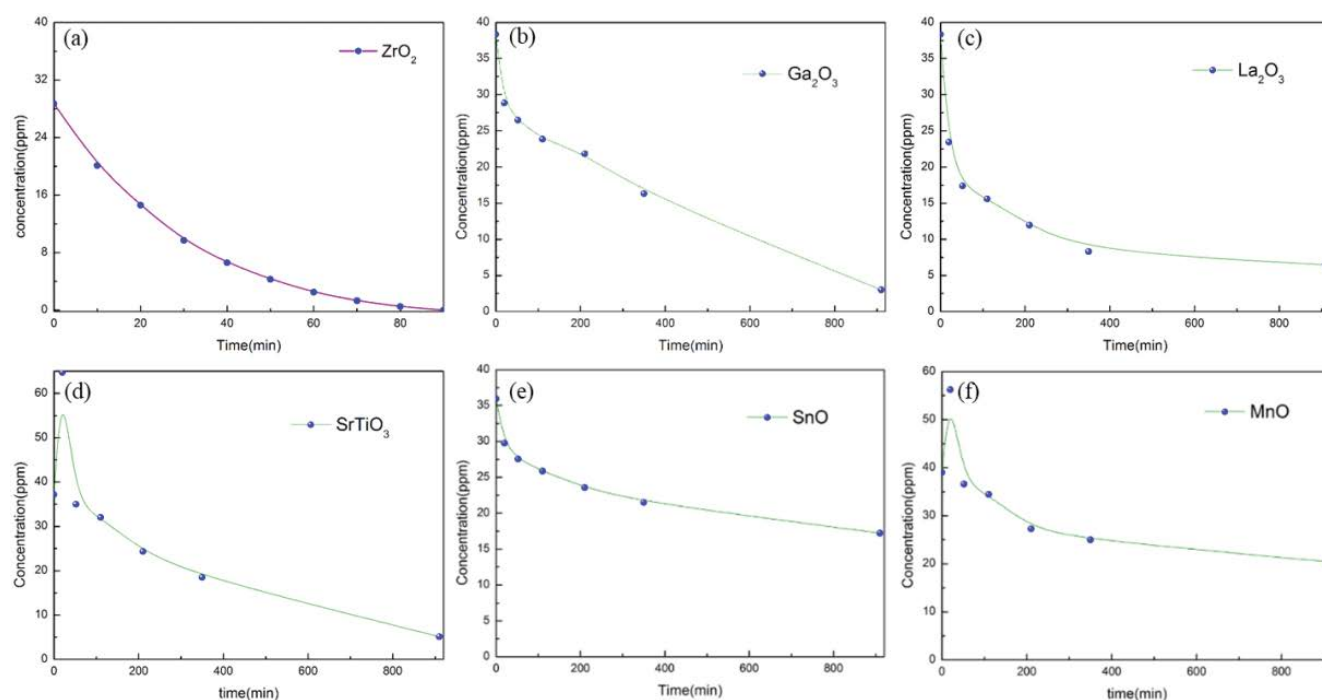 (a)
ZrO₂
40
32
24
16
8
0
concentration(ppm)
0 20 40 60 80
Time(min)
(b)
Ga₂O₃
40
35
30
25
20
15
10
5
0
Concentration(ppm)
0 200 400 600 800
Time(min)
(c)
La₂O₃
40
35
30
25
20
15
10
5
0
Concentration(ppm)
0 200 400 600 800
Time(min)
(d)
SrTiO₃
60
50
40
30
20
10
0
Concentration(ppm)
0 200 400 600 800
time(min)
(e)
SnO
40
35
30
25
20
15
10
5
0
Concentration(ppm)
0 200 400 600 800
Time(min)
(f)
MnO
60
50
40
30
20
10
0
Concentration(ppm)
0 200 400 600 800
time(min)